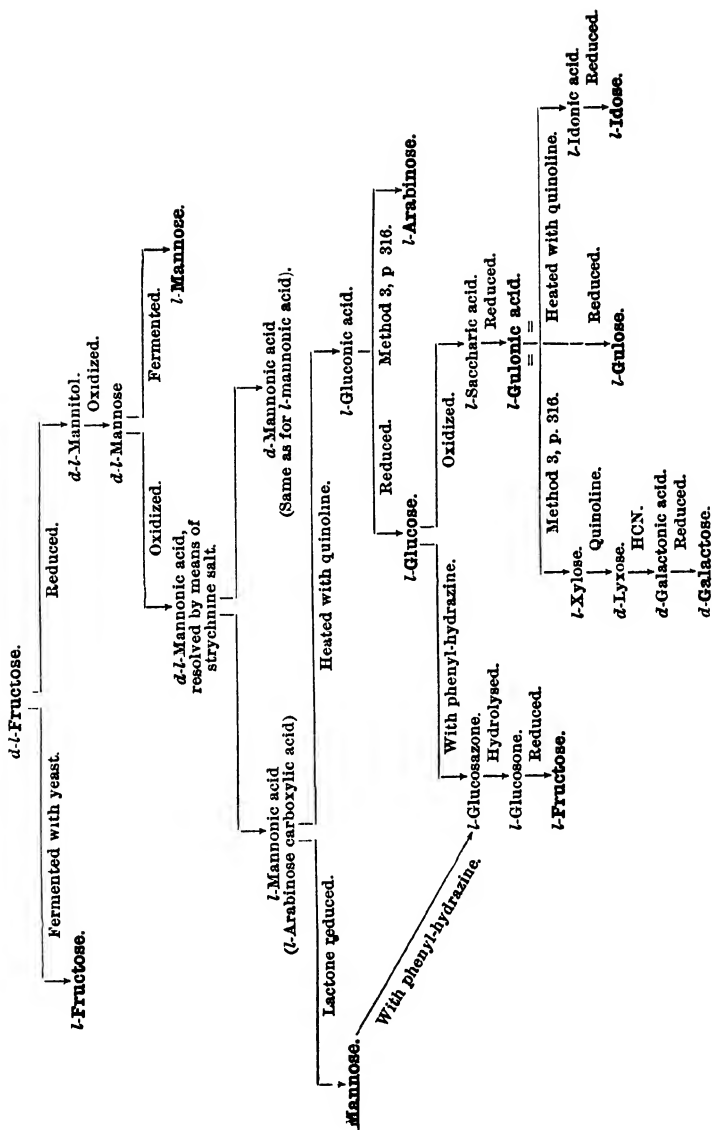 d-l-Fructose.
Fermented with yeast.
Reduced.
l-Fructose.
d-l-Mannitol.
Oxidized.
d-l-Mannose
Oxidized.
Fermented.
l-Mannose.
d-l-Mannonic acid,
resolved by means of
strychnine salt.
l-Mannonic acid
(l-Arabinose carboxylic acid)
d-Mannonic acid
(Same as for l-mannonic acid).
Lactone reduced.
Heated with quinoline.
Mannose.
With phenyl-hydrazine.
l-Gluconic acid.
Reduced.
Method 3, p 316.
l-Glucose.
l-Arabinose.
With phenyl-hydrazine.
Oxidized.
l-Glucosazone.
Hydrolysed.
l-Glucosone.
Reduced.
l-Fructose.
l-Saccharic acid.
Reduced.
l-Gulonic acid.
Method 3, p. 316.
Reduced.
Heated with quinoline.
l-Xylose.
Quinoline.
d-Lyxose.
HCN.
d-Galactonic acid.
Reduced.
d-Galactose.
l-Gulose.
l-Idonic acid.
Reduced.
l-Idose.